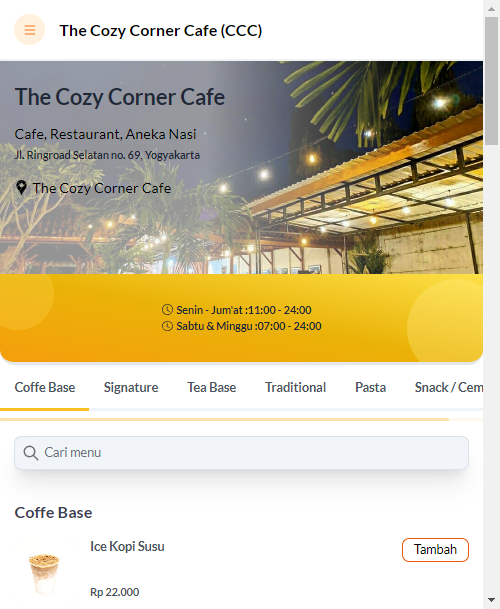 The Cozy Corner Cafe (CCC)
The Cozy Corner Cafe
Cafe, Restaurant, Aneka Nasi
Jl. Ringroad Selatan no. 69, Yogyakarta
The Cozy Corner Cafe
Senin - Jum'at :11:00 - 24:00
Sabtu & Minggu :07:00 - 24:00
Coffe Base Signature Tea Base Traditional Pasta Snack / Cem
Cari menu
Coffe Base
Ice Kopi Susu
Tambah
Rp 22.000